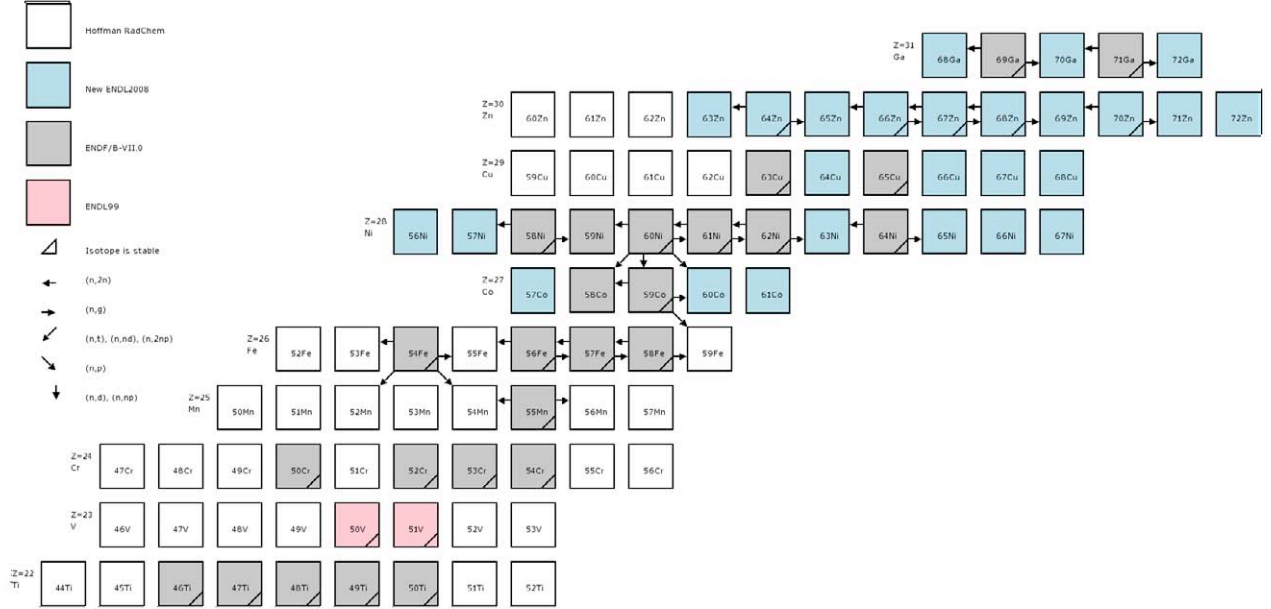 Hoffman RadChem
New ENDL2008
ENDF/B-VII.0
ENDL99
Isotope is stable
(n,2n)
(n,g)
(n,t), (n,nd), (n,2np)
(n,p)
(n,d), (n,np)
Z=31
Ga
68Ga 69Ga 70Ga 71Ga 72Ga
Z=30
Zn
60Zn 61Zn 62Zn 63Zn 64Zn 65Zn 66Zn 67Zn 68Zn 69Zn 70Zn 71Zn 72Zn
Z=29
Cu
59Cu 60Cu 61Cu 62Cu 63Cu 64Cu 65Cu 66Cu 67Cu 68Cu
Z=28
Ni
56Ni 57Ni 58Ni 59Ni 60Ni 61Ni 62Ni 63Ni 64Ni 65Ni 66Ni 67Ni
Z=27
Co
57Co 58Co 59Co 60Co 61Co
Z=26
Fe
52Fe 53Fe 54Fe 55Fe 56Fe 57Fe 58Fe 59Fe
Z=25
Mn
50Mn 51Mn 52Mn 53Mn 54Mn 55Mn 56Mn 57Mn
Z=24
Cr
47Cr 48Cr 49Cr 50Cr 51Cr 52Cr 53Cr 54Cr 55Cr 56Cr
Z=23
V
46V 47V 48V 49V 50V 51V 52V 53V
Z=22
Ti
44Ti 45Ti 46Ti 47Ti 48Ti 49Ti 50Ti 51Ti 52Ti